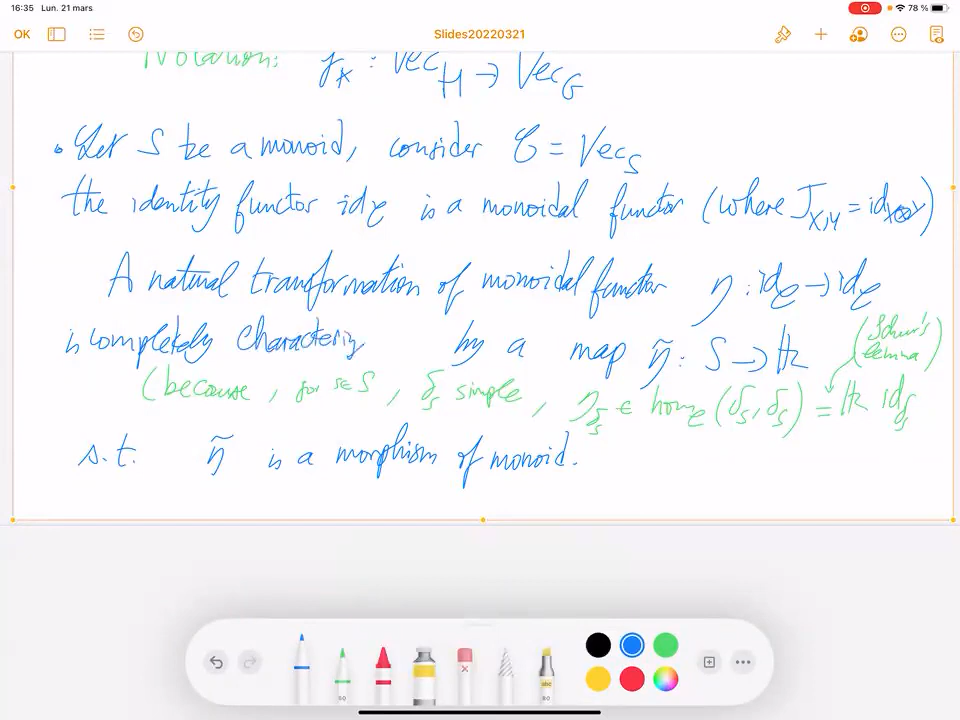 16:35 Lun. 21 mars 78 %
OK Slides20220321
Notation: f_* : Vec_H → Vec_G
• Let S be a monoid, consider 𝒞 = Vec_S
the identity functor id_𝒞 is a monoidal functor (where J_{X,Y} = id_{X⊗Y})
A natural transformation of monoidal functor η : id_𝒞 → id_𝒞
is completely characteriz by a map η̃ : S → 𝕜
(Schur's lemma)
(because, for s∈S, δ_s simple, η_{δ_s} ∈ hom_𝒞(δ_s, δ_s) = 𝕜 id_{δ_s}
s.t. η̃ is a morphism of monoid.